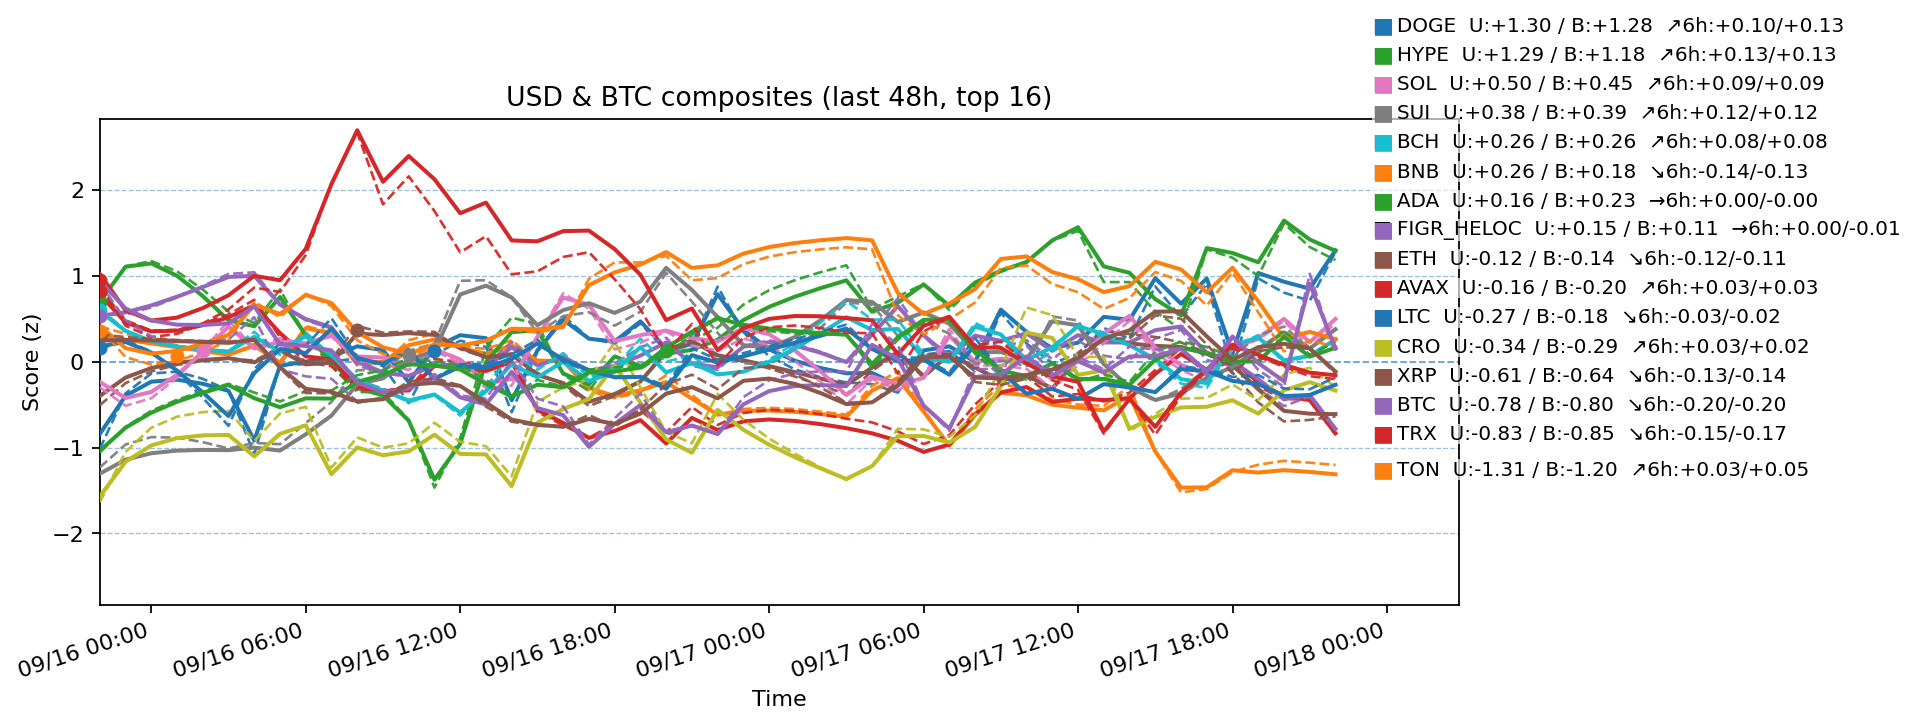 DOGE U:+1.30 / B:+1.28 ↗6h:+0.10/+0.13
HYPE U:+1.29 / B:+1.18 ↗6h:+0.13/+0.13
SOL U:+0.50 / B:+0.45 ↗6h:+0.09/+0.09
SUI U:+0.38 / B:+0.39 ↗6h:+0.12/+0.12
BCH U:+0.26 / B:+0.26 ↗6h:+0.08/+0.08
BNB U:+0.26 / B:+0.18 ↘6h:-0.14/-0.13
ADA U:+0.16 / B:+0.23 →6h:+0.00/-0.00
FIGR_HELOC U:+0.15 / B:+0.11 →6h:+0.00/-0.01
ETH U:-0.12 / B:-0.14 ↘6h:-0.12/-0.11
AVAX U:-0.16 / B:-0.20 ↗6h:+0.03/+0.03
LTC U:-0.27 / B:-0.18 ↘6h:-0.03/-0.02
CRO U:-0.34 / B:-0.29 ↗6h:+0.03/+0.02
XRP U:-0.61 / B:-0.64 ↘6h:-0.13/-0.14
BTC U:-0.78 / B:-0.80 ↘6h:-0.20/-0.20
TRX U:-0.83 / B:-0.85 ↘6h:-0.15/-0.17
TON U:-1.31 / B:-1.20 ↗6h:+0.03/+0.05
USD & BTC composites (last 48h, top 16)
Score (z)
2
1
0
−1
−2
09/16 00:00
09/16 06:00
09/16 12:00
09/16 18:00
09/17 00:00
09/17 06:00
09/17 12:00
09/17 18:00
09/18 00:00
Time